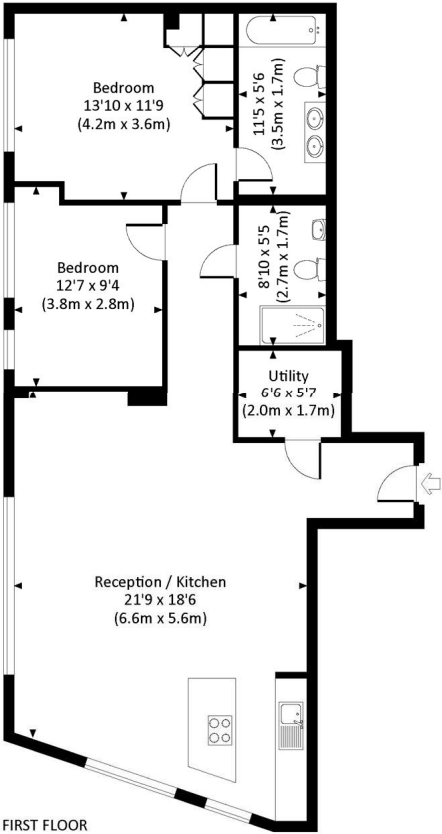 Bedroom
13'10 x 11'9
(4.2m x 3.6m)
11'5 x 5'6
(3.5m x 1.7m)
Bedroom
12'7 x 9'4
(3.8m x 2.8m)
8'10 x 5'5
(2.7m x 1.7m)
Utility
6'6 x 5'7
(2.0m x 1.7m)
Reception / Kitchen
21'9 x 18'6
(6.6m x 5.6m)
FIRST FLOOR